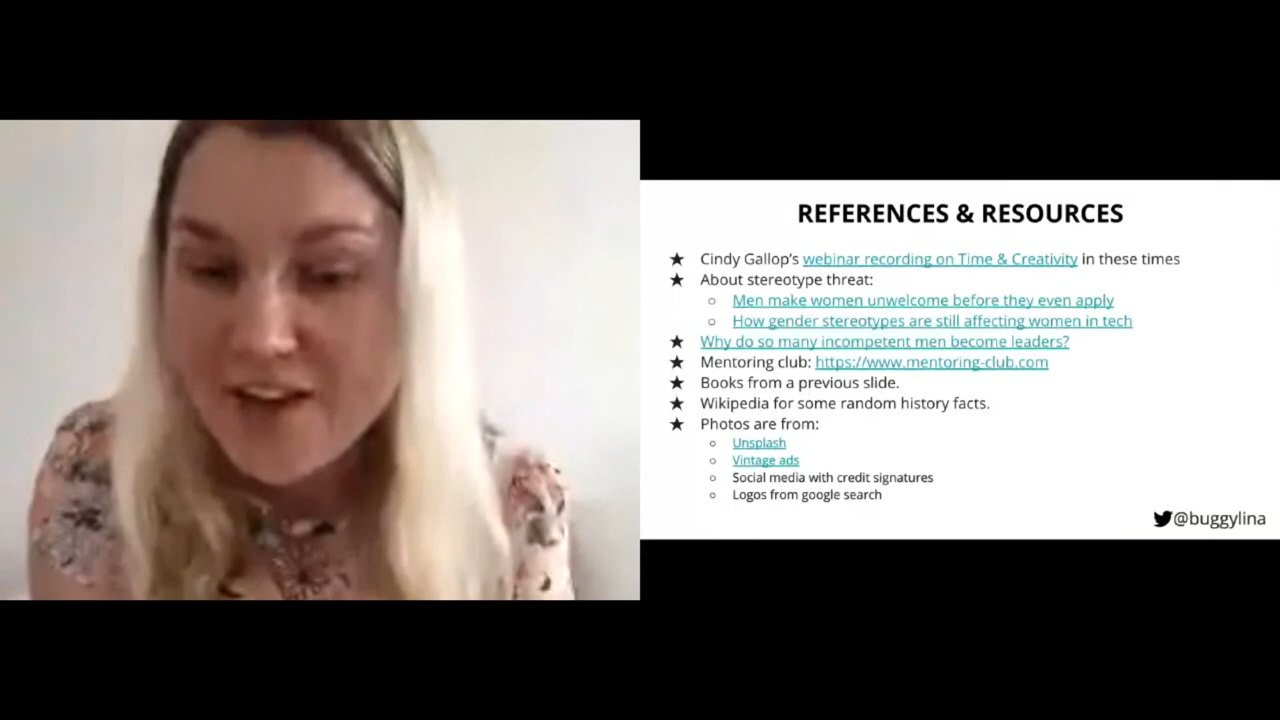 REFERENCES & RESOURCES
★ Cindy Gallop's webinar recording on Time & Creativity in these times
★ About stereotype threat:
○ Men make women unwelcome before they even apply
○ How gender stereotypes are still affecting women in tech
★ Why do so many incompetent men become leaders?
★ Mentoring club: https://www.mentoring-club.com
★ Books from a previous slide.
★ Wikipedia for some random history facts.
★ Photos are from:
○ Unsplash
○ Vintage ads
○ Social media with credit signatures
○ Logos from google search
@buggylina